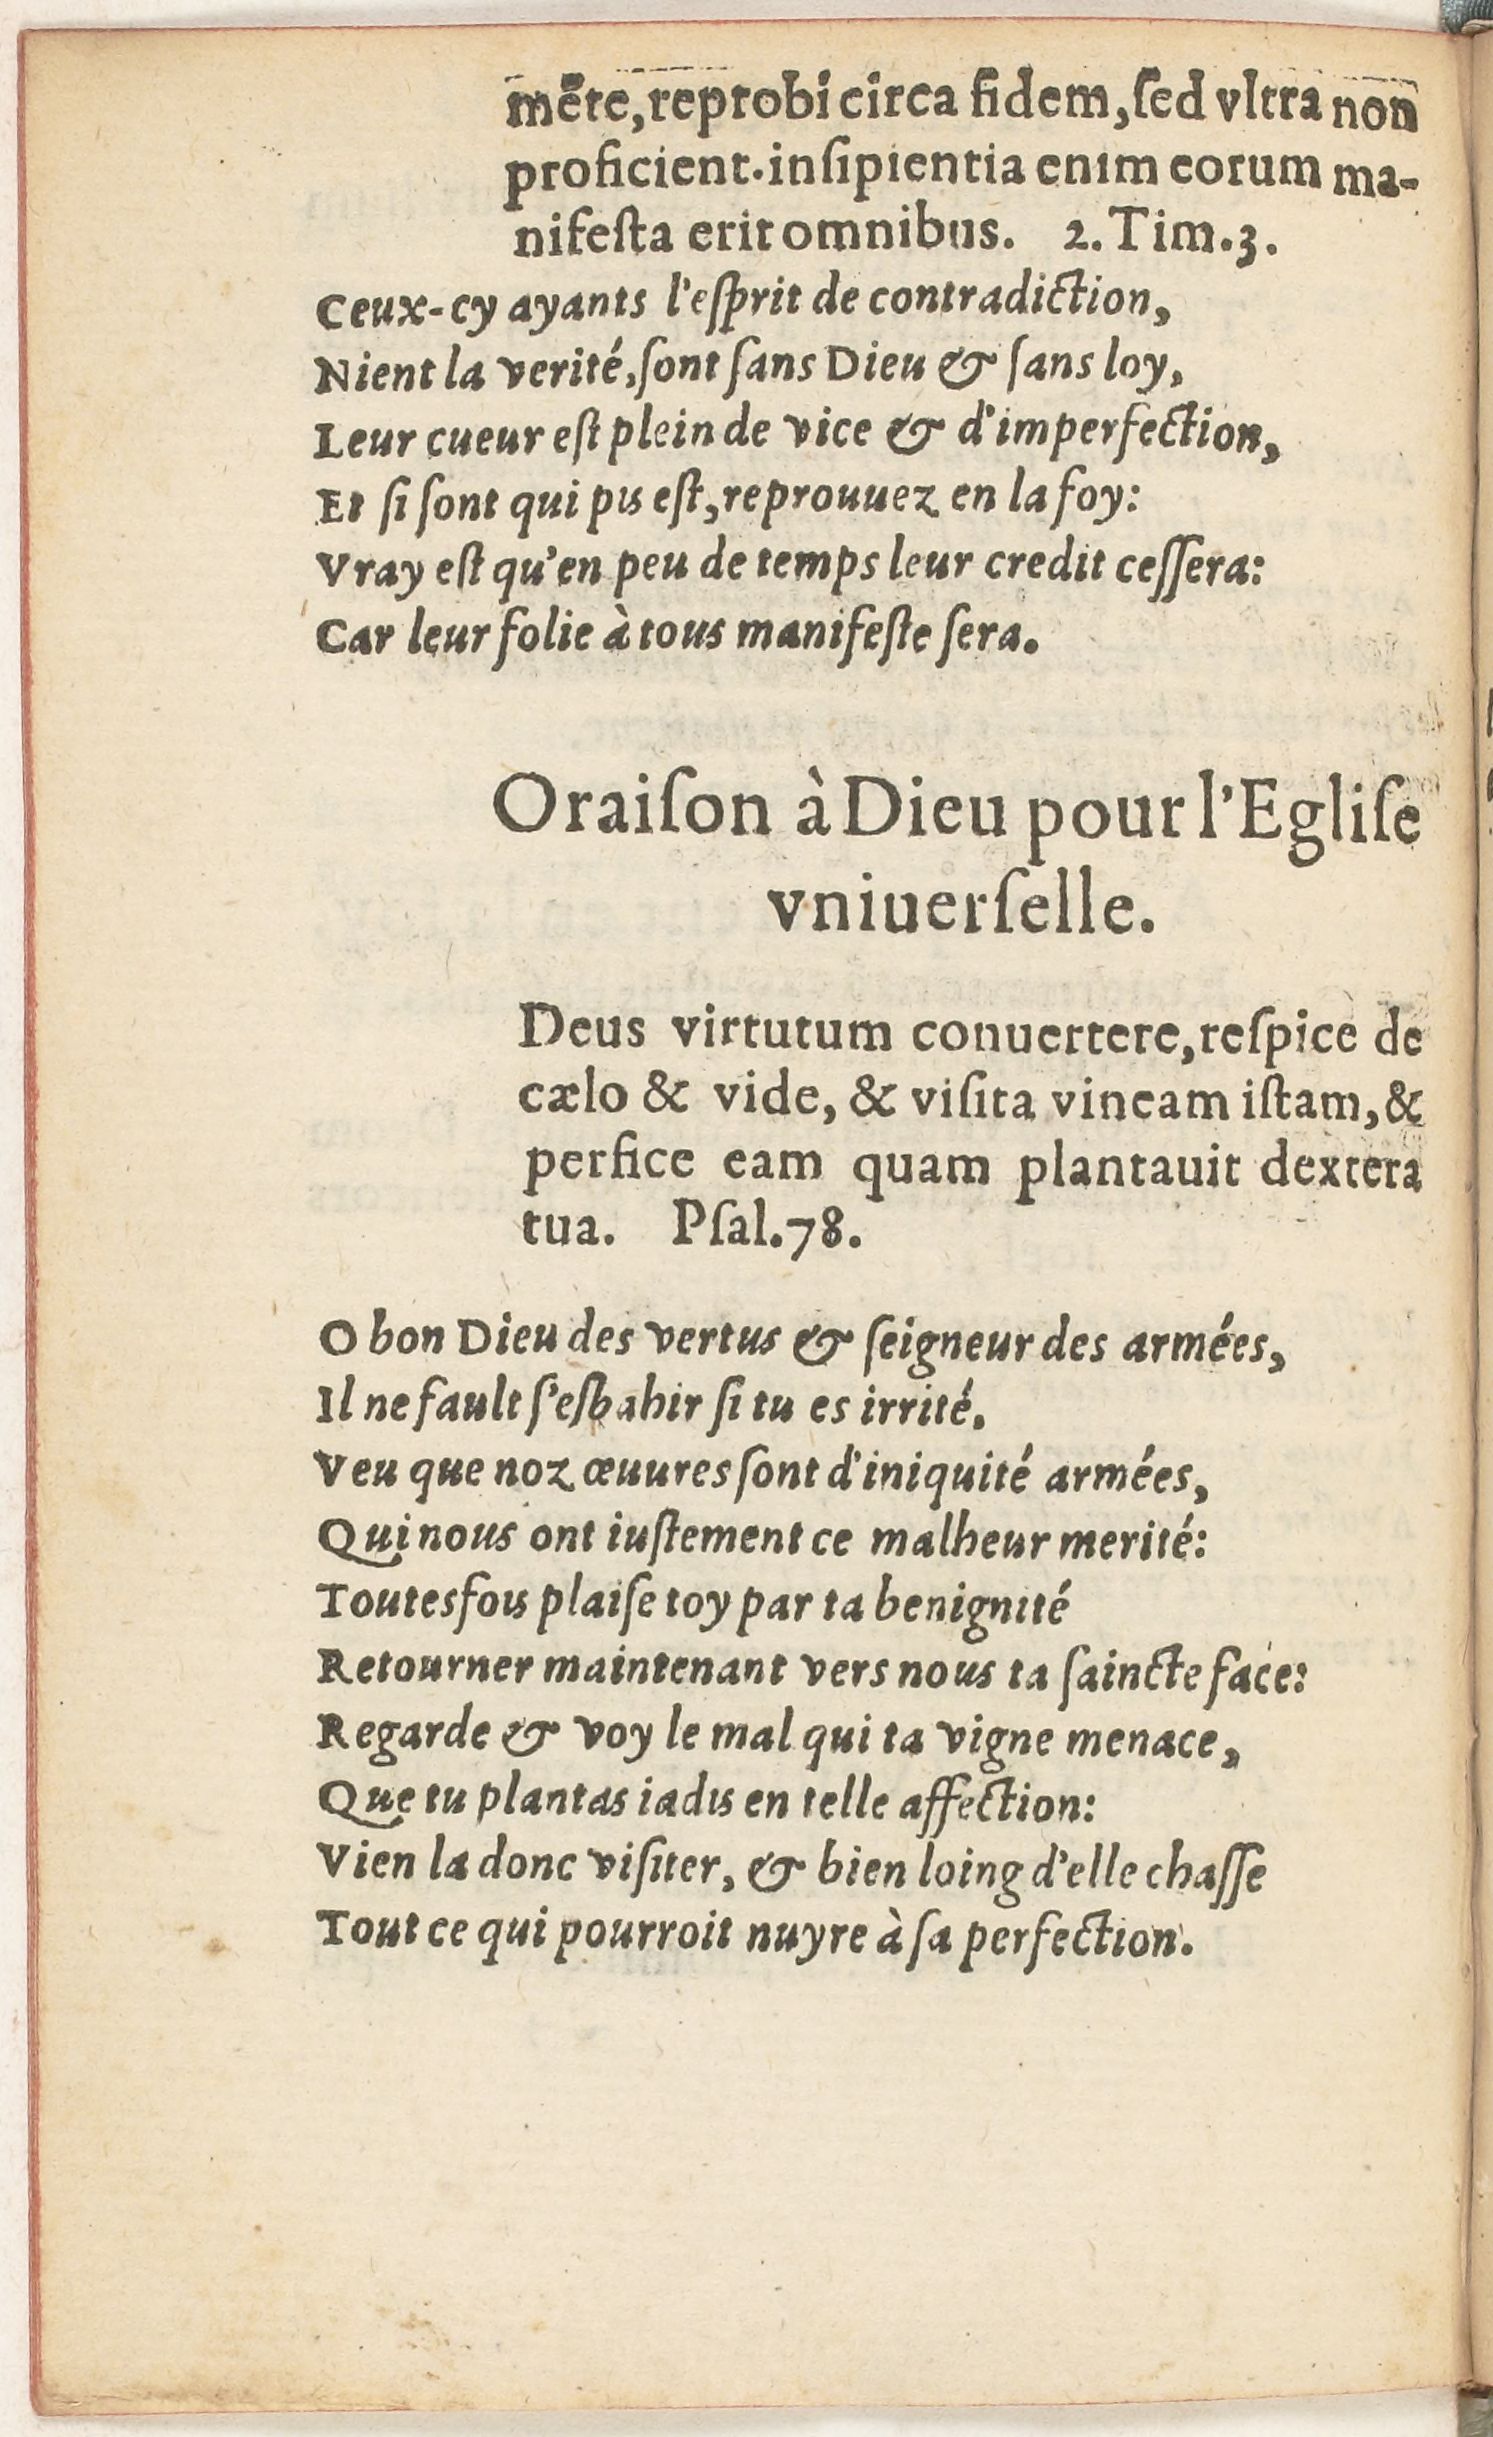 mẽte,reprobi circa fidem,ſed vltra non
proficient.inſipientia enim eorum ma-
nifeſta erit omnibus. 2.Tim.3.
Ceux-cy ayants l'eſprit de contradiction,
Nient la verité,ſont ſans Dieu & ſans loy,
Leur cueur eſt plein de vice & d'imperfection,
Et ſi ſont qui pis eſt,reprouuez en la foy:
Vray eſt qu'en peu de temps leur credit ceſſera:
Car leur folie à tous manifeſte ſera.
Oraiſon à Dieu pour l'Egliſe
vniuerſelle.
Deus virtutum conuertere,reſpice de
cælo & vide, & viſita vineam iſtam,&
perfice eam quam plantauit dextera
tua. Pſal.78.
O bon Dieu des vertus & ſeigneur des armées,
Il ne fault ſ'eſbahir ſi tu es irrité,
Veu que noz œuures ſont d'iniquité armées,
Qui nous ont iuſtement ce malheur merité:
Toutesfois plaiſe toy par ta benignité
Retourner maintenant vers nous ta ſaincte face:
Regarde & voy le mal qui ta vigne menace,
Que tu plantas iadis en telle affection:
Vien la donc viſiter, & bien loing d'elle chaſſe
Tout ce qui pourroit nuyre à ſa perfection.